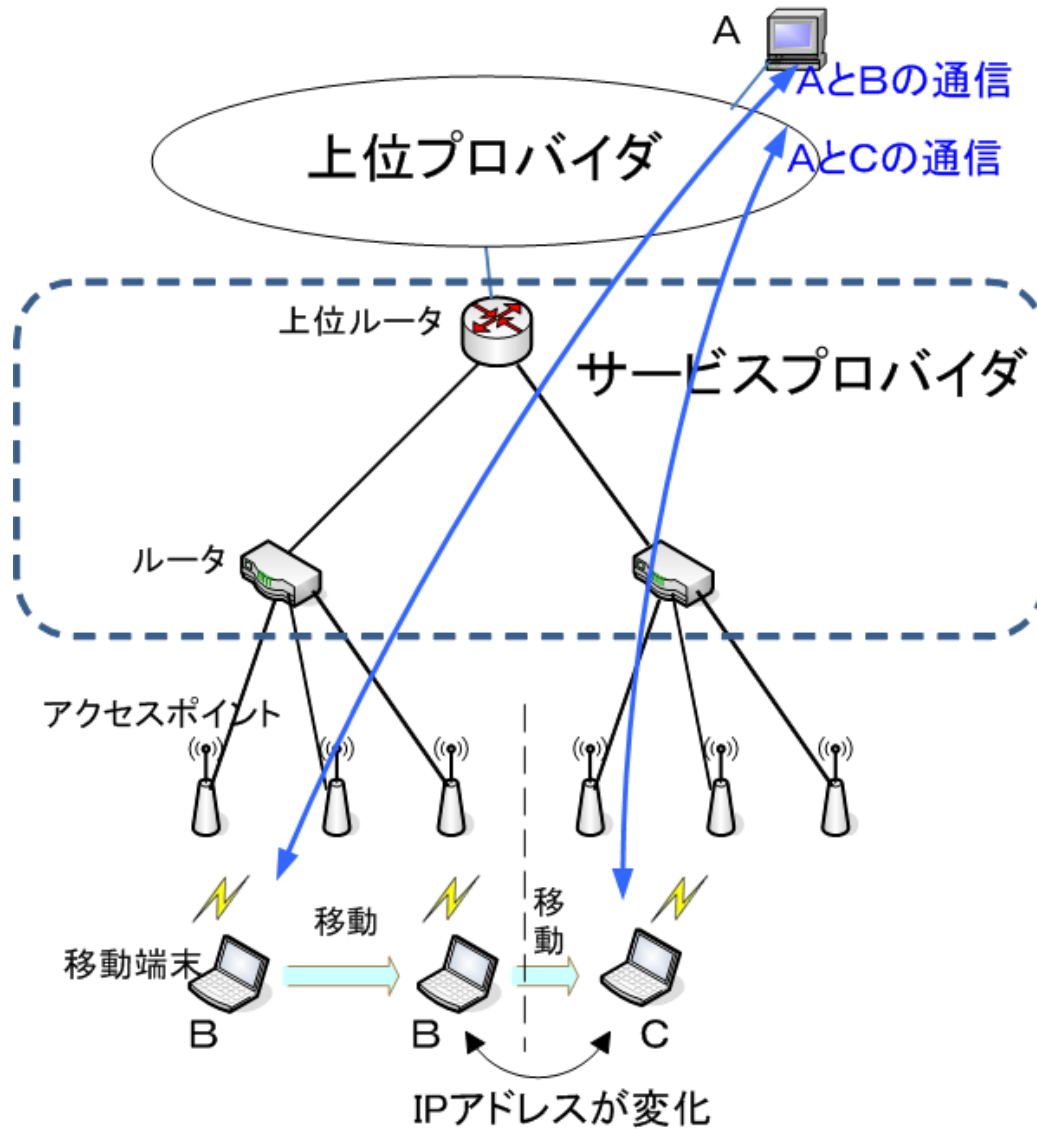 A
AとBの通信
上位プロバイダ
AとCの通信
上位ルータ
サービスプロバイダ
ルータ
アクセスポイント
移動
移
動
移動端末
B
B
C
IPアドレスが変化